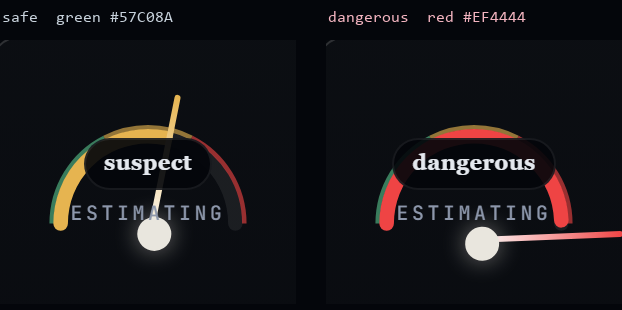 safe green #57C08A
dangerous red #EF4444
suspect
dangerous
ESTIMATING
ESTIMATING